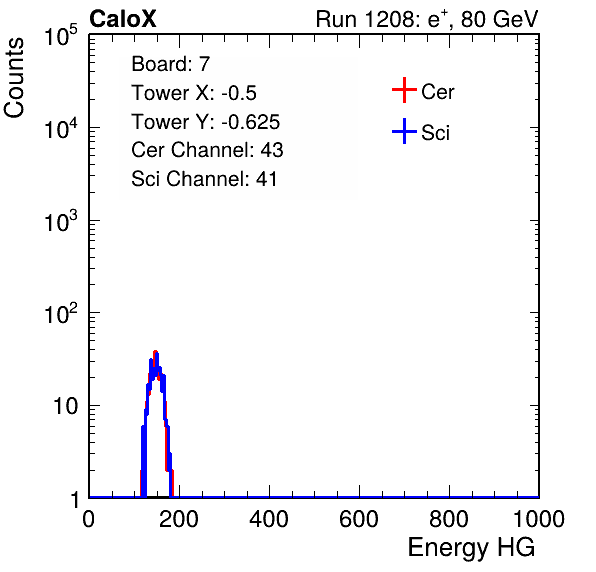 CaloX Run 1208: e⁺, 80 GeV
Counts
Board: 7
Tower X: -0.5
Tower Y: -0.625
Cer Channel: 43
Sci Channel: 41
Cer
Sci
10⁵
10⁴
10³
10²
10
1
0 200 400 600 800 1000
Energy HG